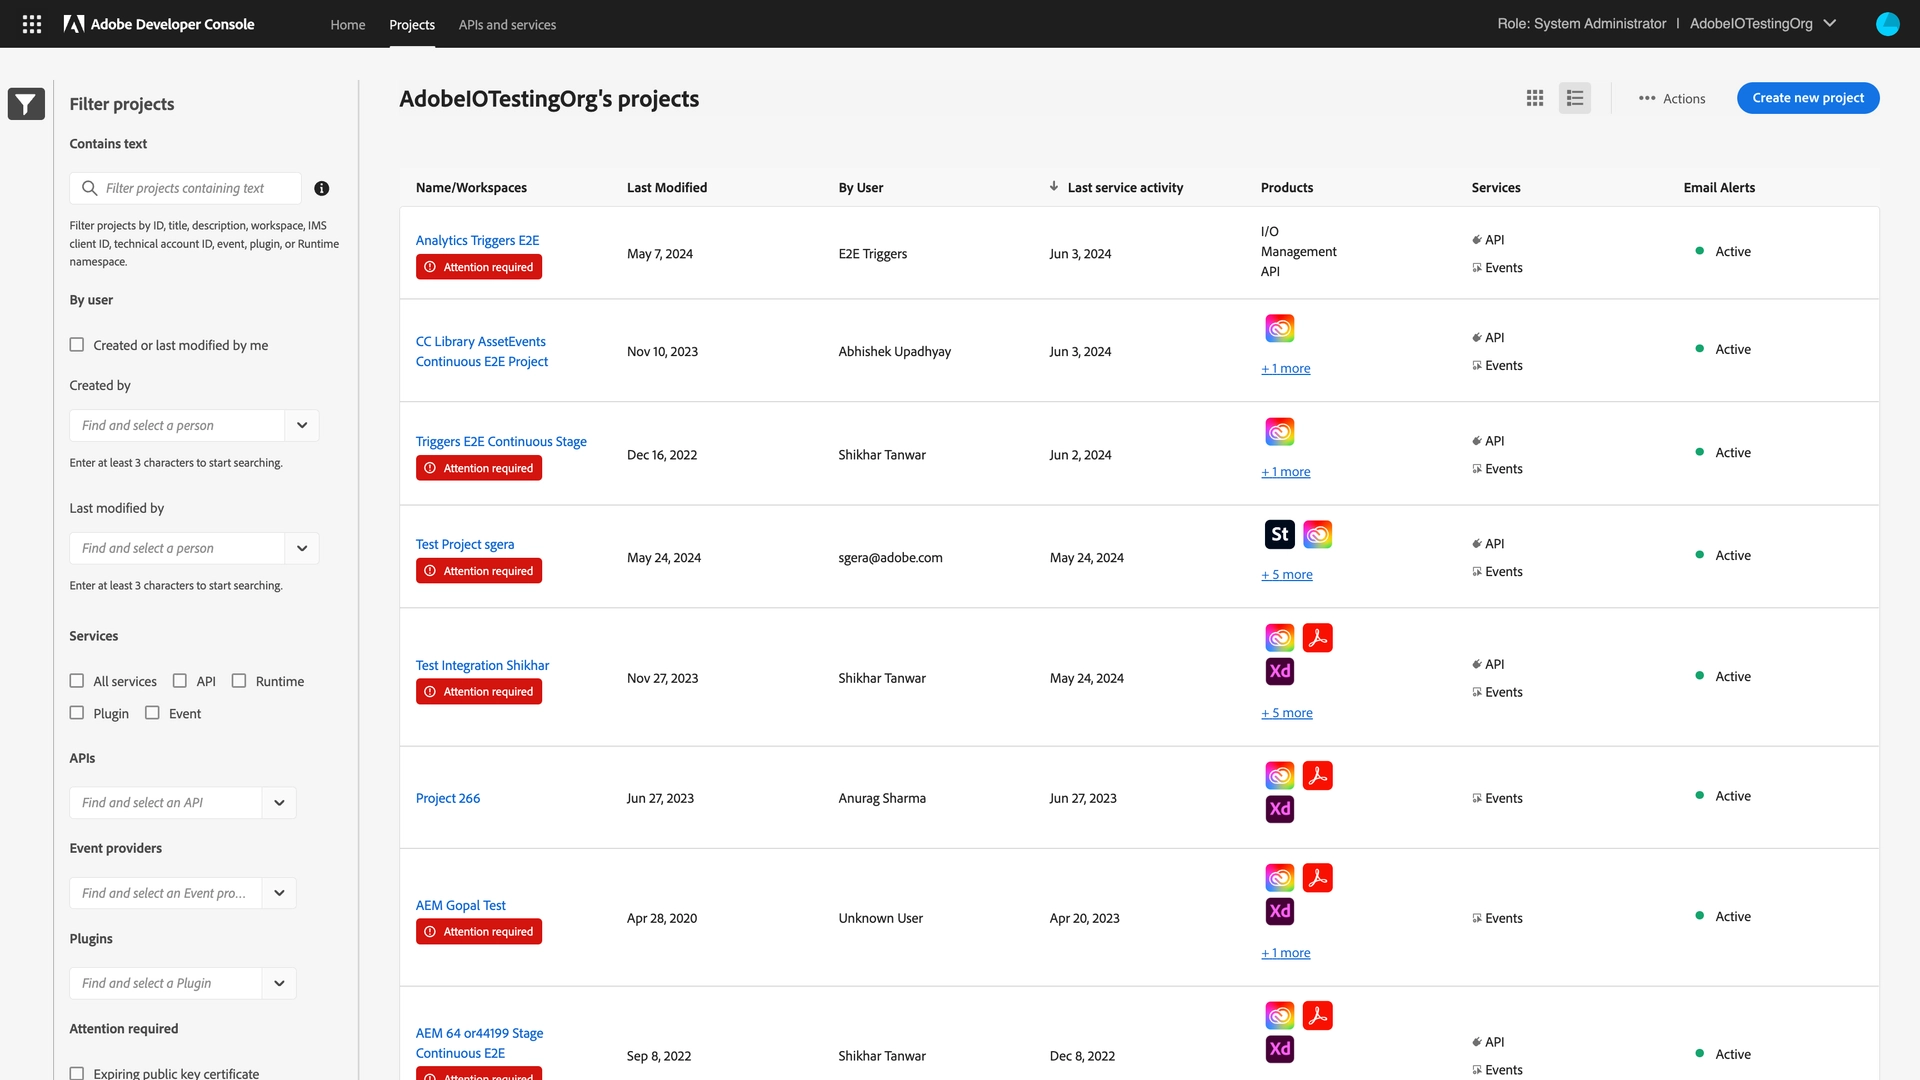 Adobe Developer Console
Home
Projects
APIs and services
Role: System Administrator | AdobeIOTestingOrg
Filter projects
Contains text
Filter projects containing text
Filter projects by ID, title, description, workspace, IMS
client ID, technical account ID, event, plugin, or Runtime
namespace.
By user
Created or last modified by me
Created by
Find and select a person
Enter at least 3 characters to start searching.
Last modified by
Find and select a person
Enter at least 3 characters to start searching.
Services
All services
API
Runtime
Plugin
Event
APIs
Find and select an API
Event providers
Find and select an Event pro...
Plugins
Find and select a Plugin
Attention required
Expiring public key certificate
AdobeIOTestingOrg's projects
Actions
Create new project
Name/Workspaces
Last Modified
By User
Last service activity
Products
Services
Email Alerts
Analytics Triggers E2E
Attention required
May 7, 2024
E2E Triggers
Jun 3, 2024
I/O
Management
API
API
Events
Active
CC Library AssetEvents
Continuous E2E Project
Nov 10, 2023
Abhishek Upadhyay
Jun 3, 2024
+ 1 more
API
Events
Active
Triggers E2E Continuous Stage
Attention required
Dec 16, 2022
Shikhar Tanwar
Jun 2, 2024
+ 1 more
API
Events
Active
Test Project sgera
Attention required
May 24, 2024
sgera@adobe.com
May 24, 2024
St
+ 5 more
API
Events
Active
Test Integration Shikhar
Attention required
Nov 27, 2023
Shikhar Tanwar
May 24, 2024
Xd
+ 5 more
API
Events
Active
Project 266
Jun 27, 2023
Anurag Sharma
Jun 27, 2023
Xd
Events
Active
AEM Gopal Test
Attention required
Apr 28, 2020
Unknown User
Apr 20, 2023
Xd
+ 1 more
Events
Active
AEM 64 or44199 Stage
Continuous E2E
Attention required
Sep 8, 2022
Shikhar Tanwar
Dec 8, 2022
Xd
API
Events
Active